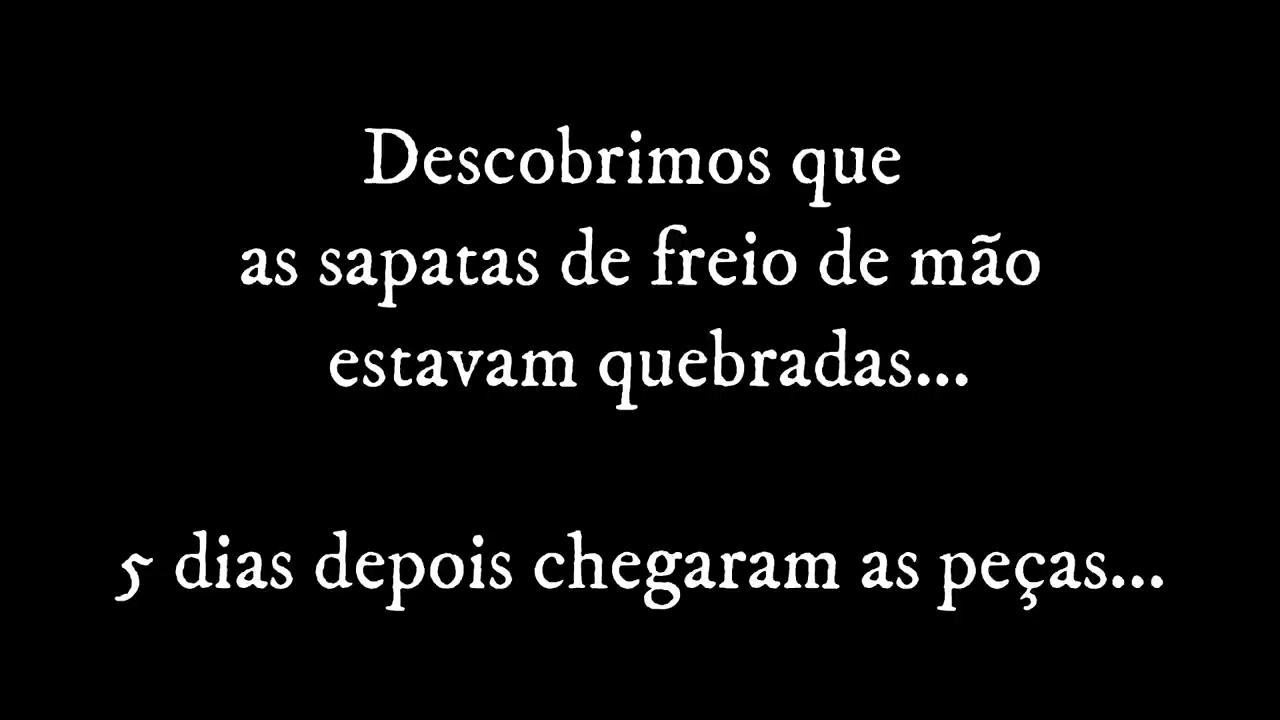 Descobrimos que
as sapatas de freio de mão
estavam quebradas...
5 dias depois chegaram as peças...